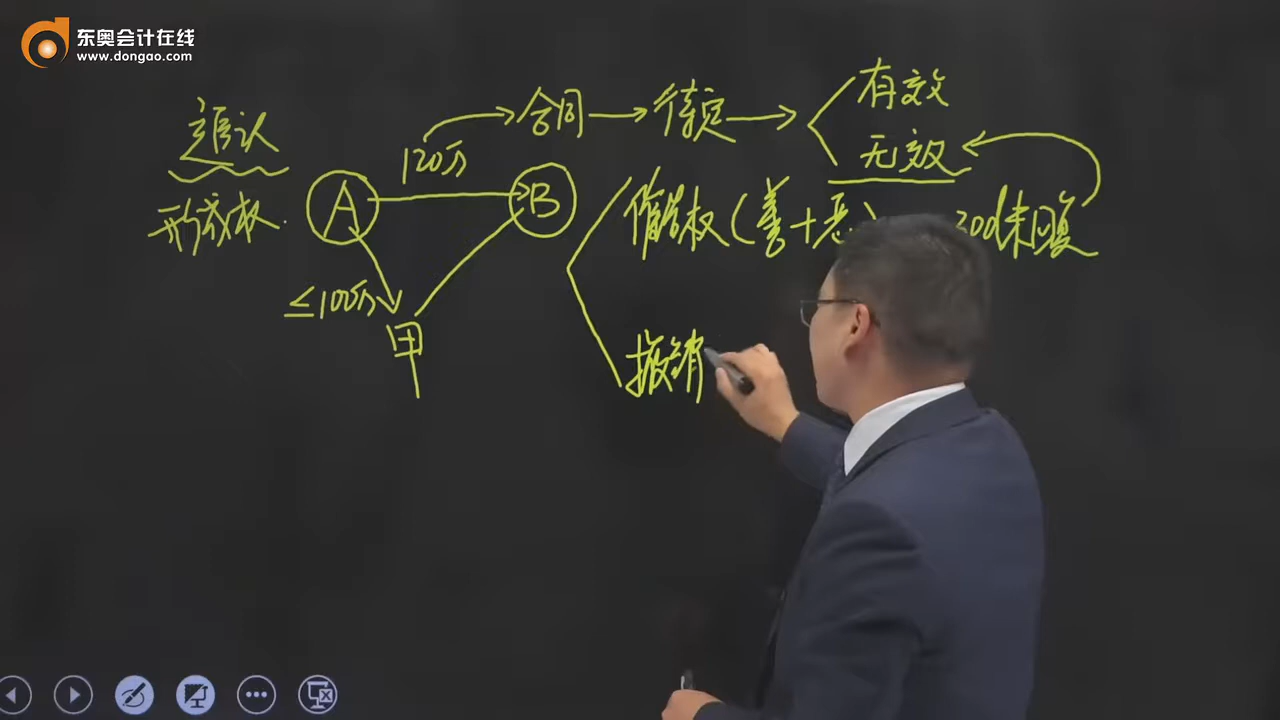 东奥会计在线
www.dongao.com
追认
形成权.
120万
合同
待定
有效
无效
A
B
≤100万
甲
催告权(善+恶)
30d未回复
撤销